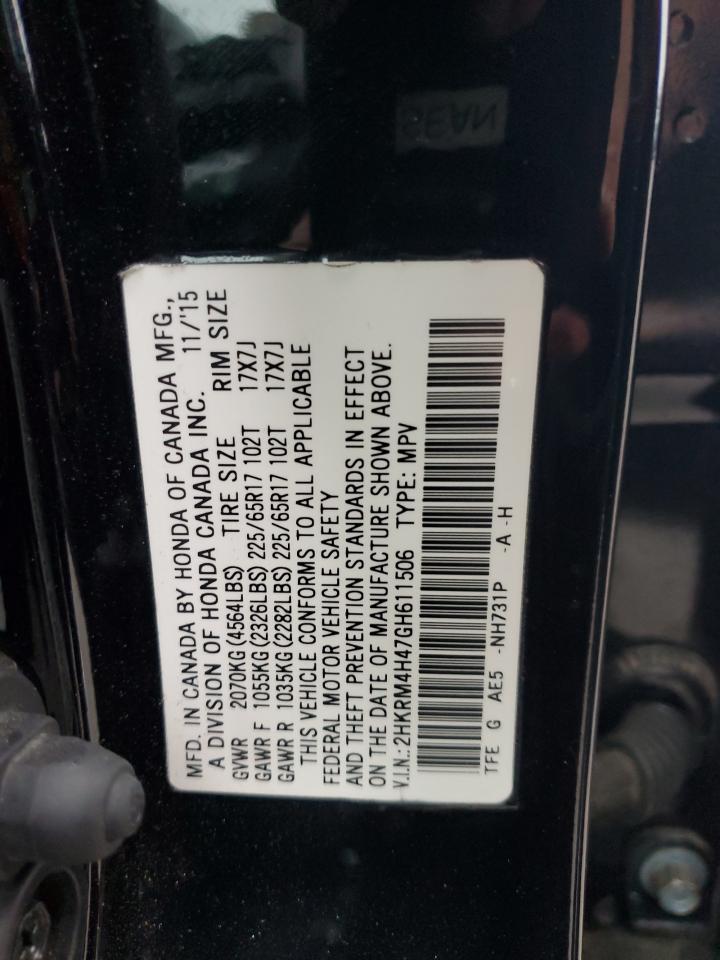 MFD. IN CANADA BY HONDA OF CANADA MFG.,
A DIVISION OF HONDA CANADA INC. 11/'15
GVWR 2070KG (4564LBS) TIRE SIZE RIM SIZE
GAWR F 1055KG (2326LBS) 225/65R17 102T 17X7J
GAWR R 1035KG (2282LBS) 225/65R17 102T 17X7J
THIS VEHICLE CONFORMS TO ALL APPLICABLE
FEDERAL MOTOR VEHICLE SAFETY
AND THEFT PREVENTION STANDARDS IN EFFECT
ON THE DATE OF MANUFACTURE SHOWN ABOVE.
V.I.N.: 2HKRM4H47GH611506 TYPE: MPV
TFE G AE5 -NH731P -A -H
SEAN